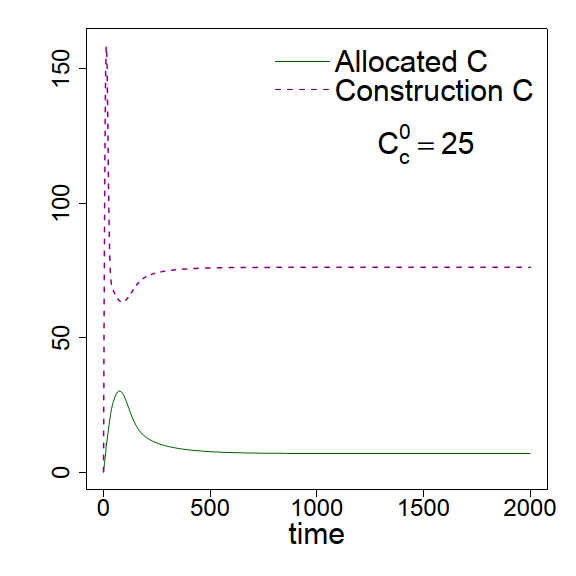 Allocated C
Construction C
C_c^0 = 25
150
100
50
0
0 500 1000 1500 2000
time